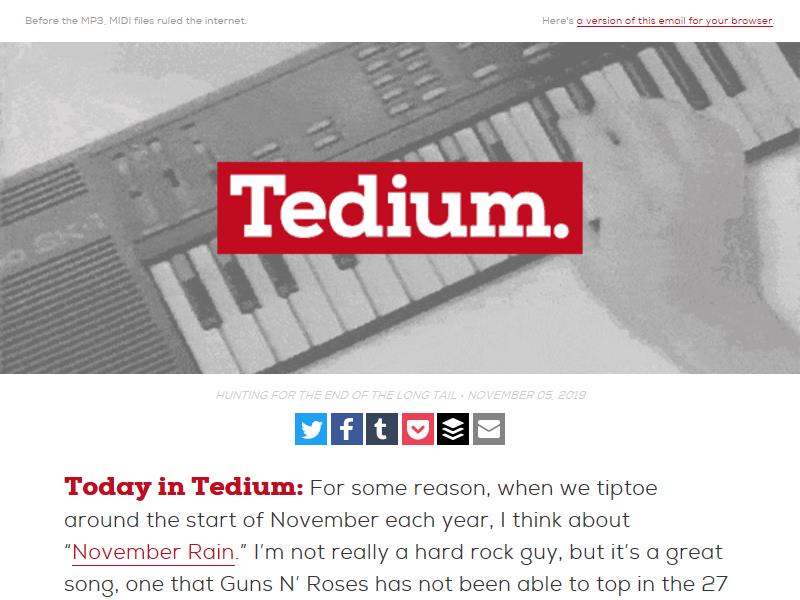 Before the MP3, MIDI files ruled the internet.
Here's a version of this email for your browser.
Tedium.
HUNTING FOR THE END OF THE LONG TAIL • NOVEMBER 05, 2019
Today in Tedium: For some reason, when we tiptoe
around the start of November each year, I think about
“November Rain.” I’m not really a hard rock guy, but it’s a great
song, one that Guns N’ Roses has not been able to top in the 27